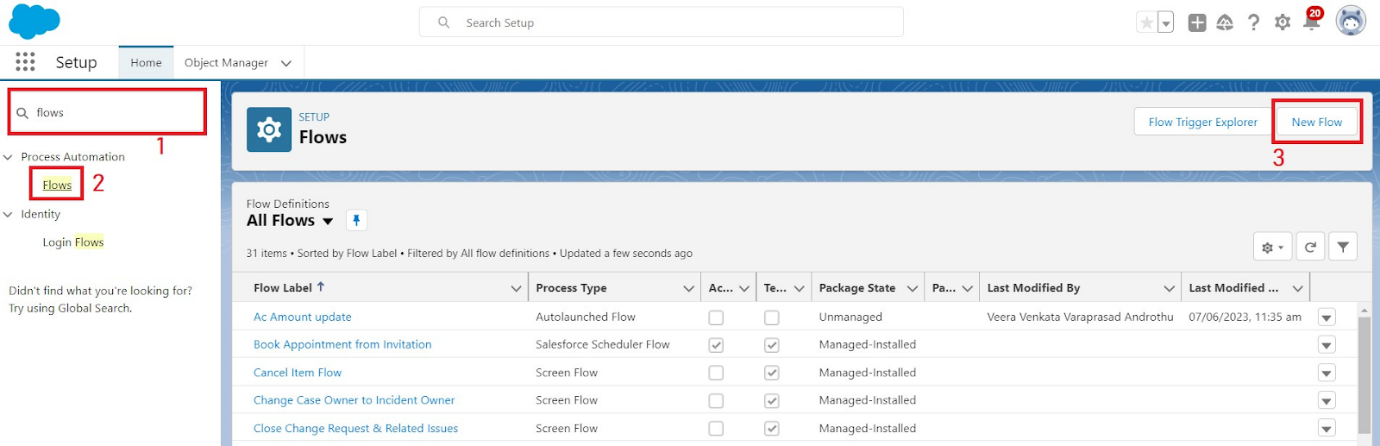 Search Setup
20
Setup
Home
Object Manager
flows
1
Process Automation
Flows
2
Identity
Login Flows
Didn't find what you're looking for?
Try using Global Search.
SETUP
Flows
Flow Trigger Explorer
New Flow
3
Flow Definitions
All Flows
31 items • Sorted by Flow Label • Filtered by All flow definitions • Updated a few seconds ago
Flow Label Process Type Ac... Te... Package State Pa... Last Modified By Last Modified ...
Ac Amount update Autolaunched Flow Unmanaged Veera Venkata Varaprasad Androthu 07/06/2023, 11:35 am
Book Appointment from Invitation Salesforce Scheduler Flow Managed-Installed
Cancel Item Flow Screen Flow Managed-Installed
Change Case Owner to Incident Owner Screen Flow Managed-Installed
Close Change Request & Related Issues Screen Flow Managed-Installed